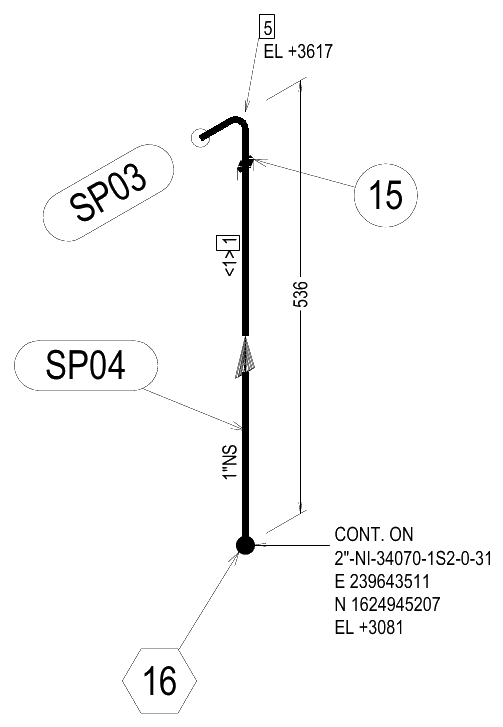 5
EL +3617
SP03
15
<1> 1
536
SP04
1"NS
CONT. ON
2"-NI-34070-1S2-0-31
E 239643511
N 1624945207
EL +3081
16